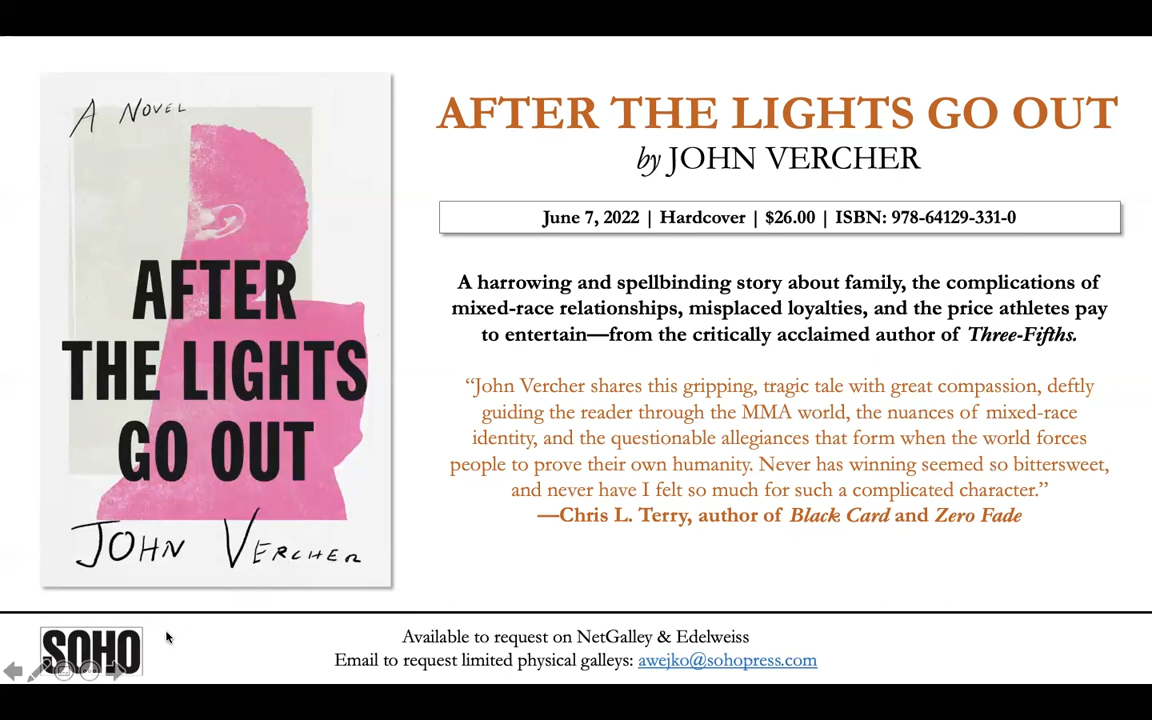 A NOVEL
AFTER
THE LIGHTS
GO OUT
JOHN VERCHER
AFTER THE LIGHTS GO OUT
by JOHN VERCHER
June 7, 2022 | Hardcover | $26.00 | ISBN: 978-64129-331-0
A harrowing and spellbinding story about family, the complications of
mixed-race relationships, misplaced loyalties, and the price athletes pay
to entertain—from the critically acclaimed author of Three-Fifths.
“John Vercher shares this gripping, tragic tale with great compassion, deftly
guiding the reader through the MMA world, the nuances of mixed-race
identity, and the questionable allegiances that form when the world forces
people to prove their own humanity. Never has winning seemed so bittersweet,
and never have I felt so much for such a complicated character.”
—Chris L. Terry, author of Black Card and Zero Fade
SOHO
Available to request on NetGalley & Edelweiss
Email to request limited physical galleys: awejko@sohopress.com